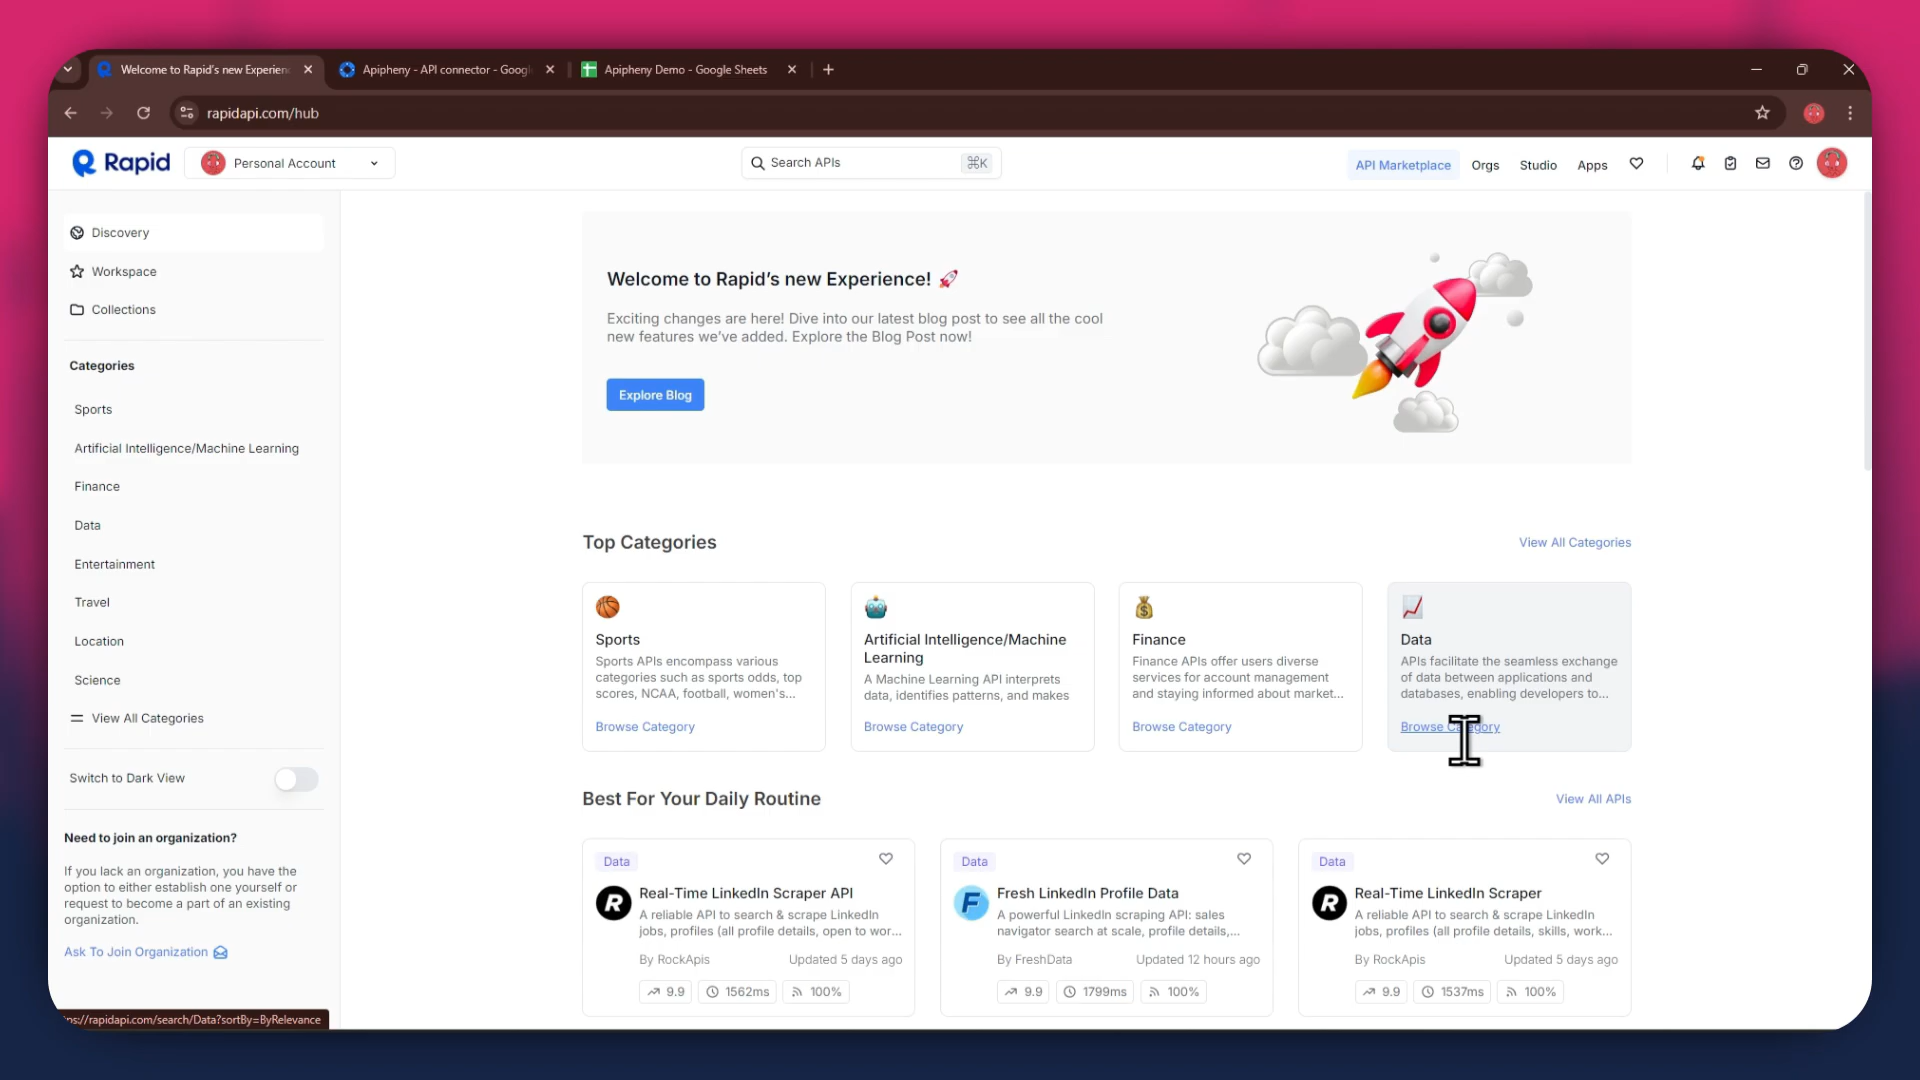 Welcome to Rapid's new Experien
Apipheny - API connector - Googl
Apipheny Demo - Google Sheets
rapidapi.com/hub
Rapid
Personal Account
Search APIs
⌘K
API Marketplace
Orgs
Studio
Apps
Discovery
Workspace
Collections
Categories
Sports
Artificial Intelligence/Machine Learning
Finance
Data
Entertainment
Travel
Location
Science
View All Categories
Switch to Dark View
Need to join an organization?
If you lack an organization, you have the
option to either establish one yourself or
request to become a part of an existing
organization.
Ask To Join Organization
ps://rapidapi.com/search/Data?sortBy=ByRelevance
Welcome to Rapid's new Experience! 🚀
Exciting changes are here! Dive into our latest blog post to see all the cool
new features we've added. Explore the Blog Post now!
Explore Blog
Top Categories
View All Categories
Sports
Sports APIs encompass various
categories such as sports odds, top
scores, NCAA, football, women's...
Browse Category
Artificial Intelligence/Machine
Learning
A Machine Learning API interprets
data, identifies patterns, and makes
Browse Category
Finance
Finance APIs offer users diverse
services for account management
and staying informed about market...
Browse Category
Data
APIs facilitate the seamless exchange
of data between applications and
databases, enabling developers to...
Browse Category
Best For Your Daily Routine
View All APIs
Data
Real-Time LinkedIn Scraper API
A reliable API to search & scrape LinkedIn
jobs, profiles (all profile details, open to wor...
By RockApis
Updated 5 days ago
9.9
1562ms
100%
Data
Fresh LinkedIn Profile Data
A powerful LinkedIn scraping API: sales
navigator search at scale, profile details,...
By FreshData
Updated 12 hours ago
9.9
1799ms
100%
Data
Real-Time LinkedIn Scraper
A reliable API to search & scrape LinkedIn
jobs, profiles (all profile details, skills, work...
By RockApis
Updated 5 days ago
9.9
1537ms
100%